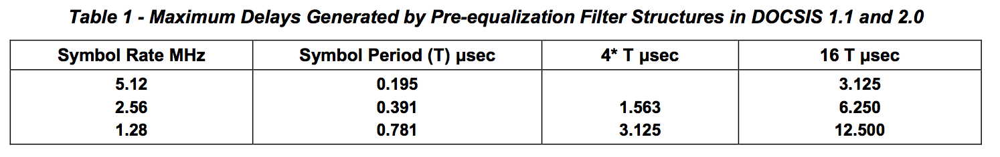 Table 1 - Maximum Delays Generated by Pre-equalization Filter Structures in DOCSIS 1.1 and 2.0
Symbol Rate MHz Symbol Period (T) µsec 4* T µsec 16 T µsec
5.12 0.195 3.125
2.56 0.391 1.563 6.250
1.28 0.781 3.125 12.500